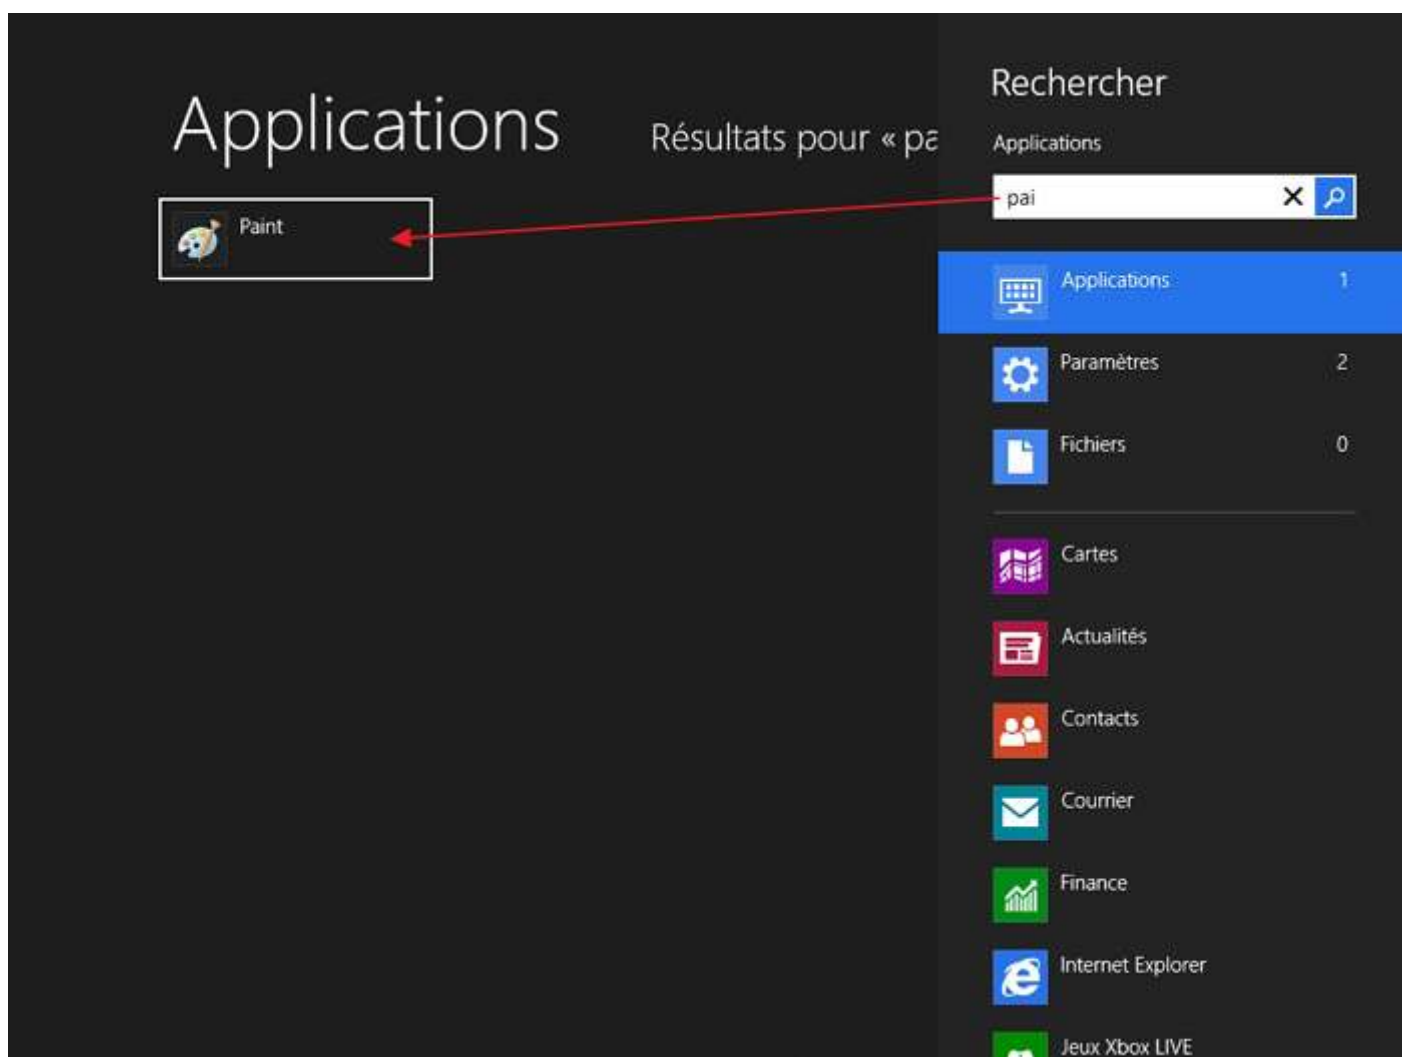 Applications
Résultats pour « pa
Paint
Rechercher
Applications
pai
Applications 1
Paramètres 2
Fichiers 0
Cartes
Actualités
Contacts
Courrier
Finance
Internet Explorer
Jeux Xbox LIVE